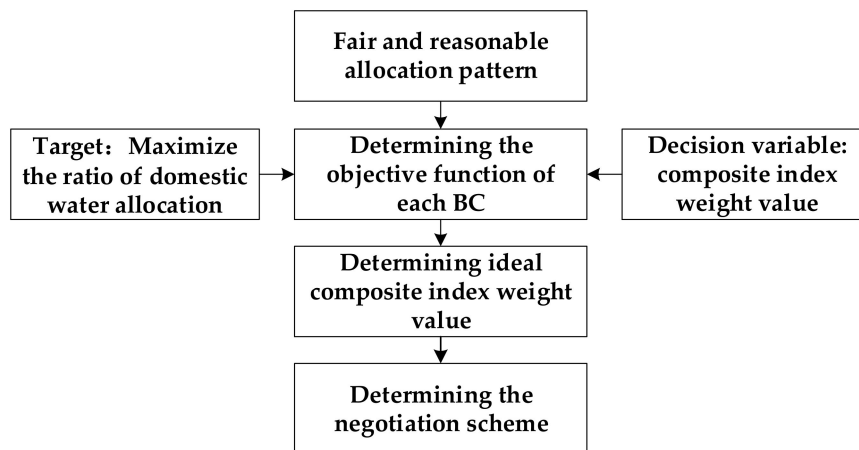 Fair and reasonable
allocation pattern
Target：Maximize
the ratio of domestic
water allocation
Determining the
objective function of
each BC
Decision variable:
composite index
weight value
Determining ideal
composite index weight
value
Determining the
negotiation scheme